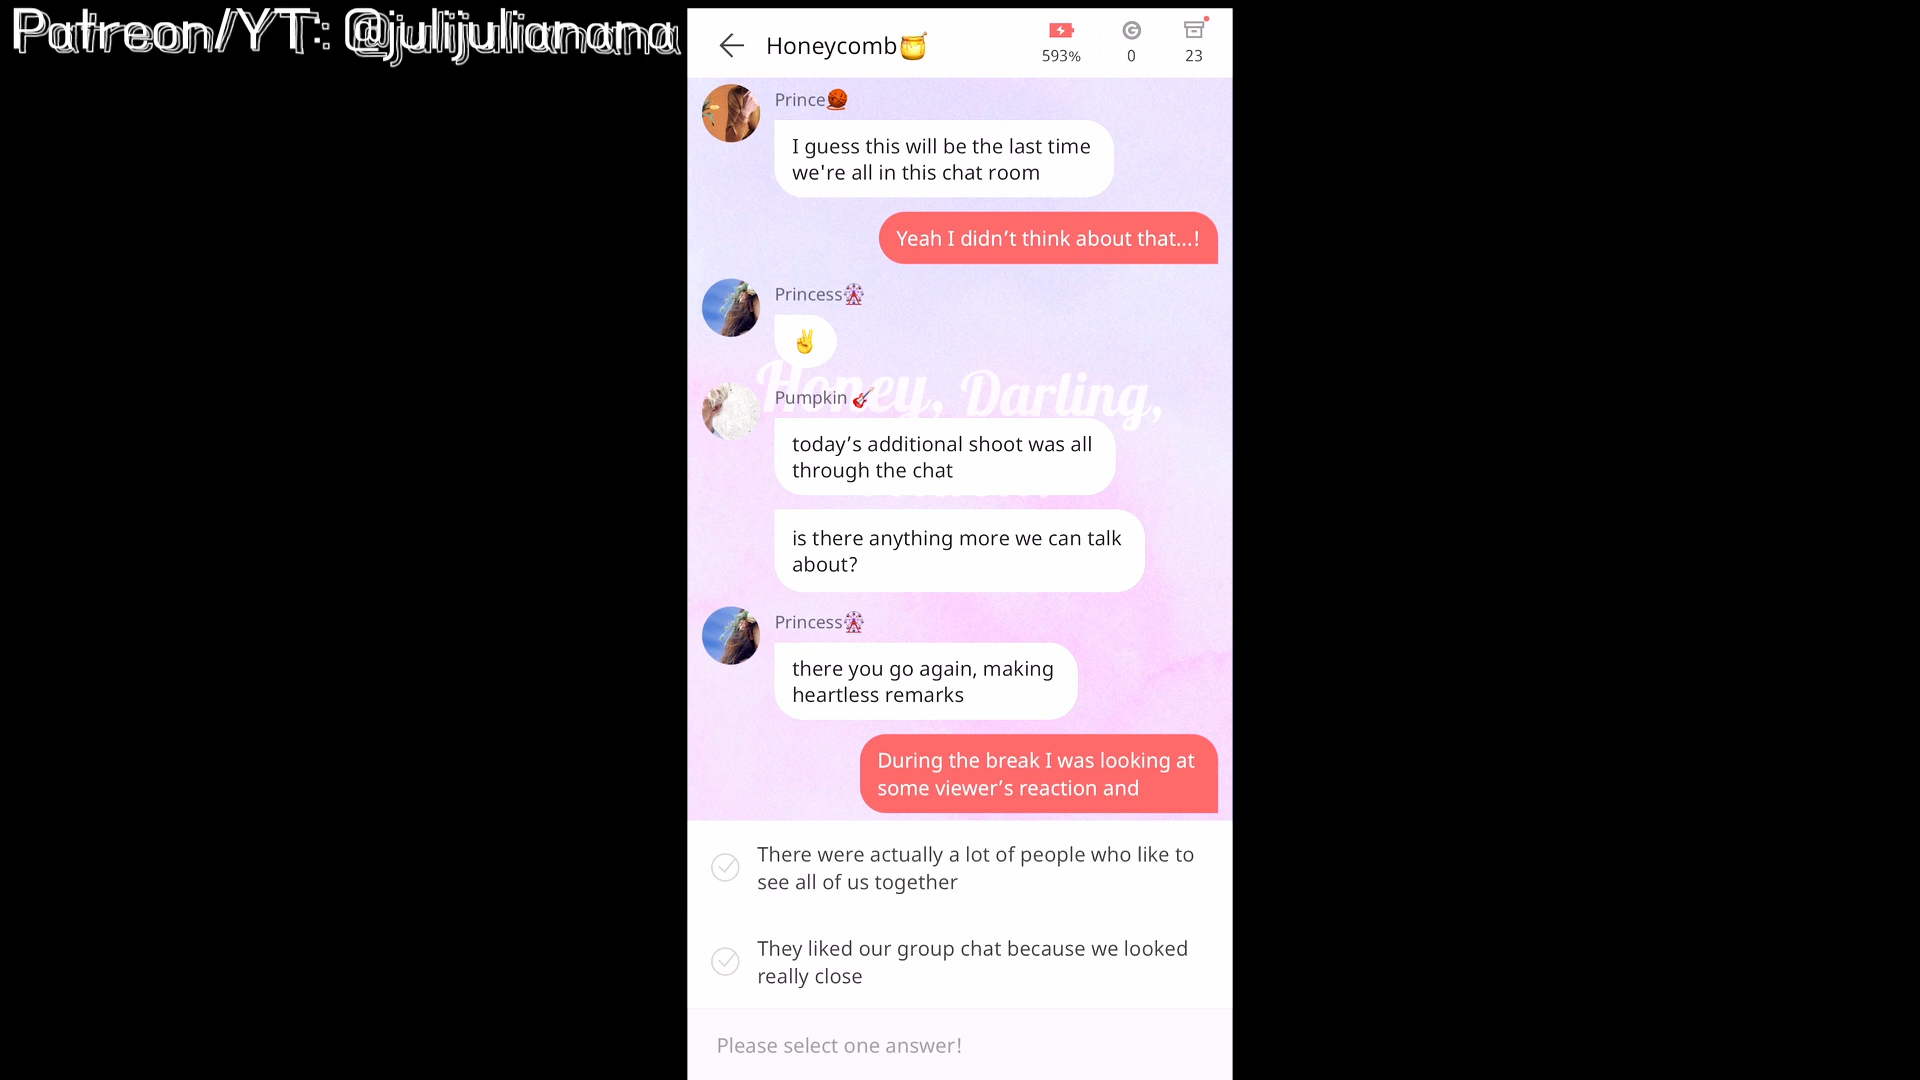 Patreon/YT: @julijulianana
Honeycomb🍯
593%
0
23
Prince🧶
I guess this will be the last time
we're all in this chat room
Yeah I didn’t think about that...!
Princess🎡
✌
Honey, Darling,
Pumpkin 🎸
today’s additional shoot was all
through the chat
is there anything more we can talk
about?
Princess🎡
there you go again, making
heartless remarks
During the break I was looking at
some viewer’s reaction and
There were actually a lot of people who like to
see all of us together
They liked our group chat because we looked
really close
Please select one answer!